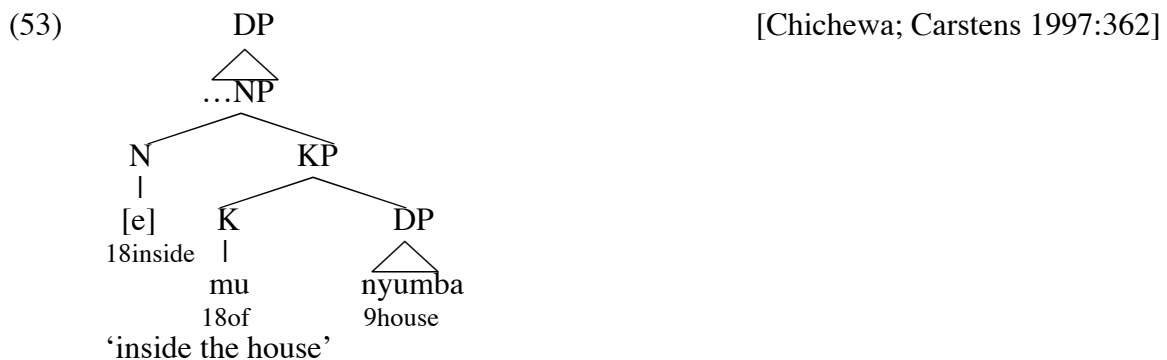 (53) DP [Chichewa; Carstens 1997:362]
…NP
N KP
[e] K DP
18inside
mu nyumba
18of 9house
‘inside the house’